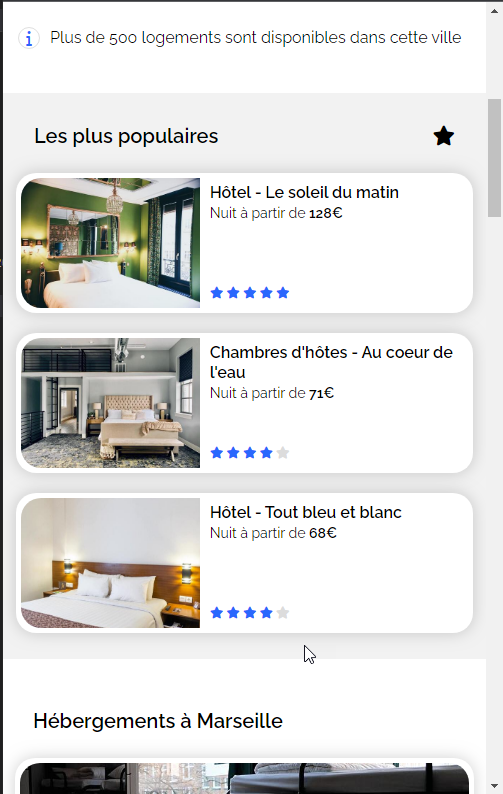 Plus de 500 logements sont disponibles dans cette ville
Les plus populaires
Hôtel - Le soleil du matin
Nuit à partir de 128€
Chambres d'hôtes - Au coeur de
l'eau
Nuit à partir de 71€
Hôtel - Tout bleu et blanc
Nuit à partir de 68€
Hébergements à Marseille